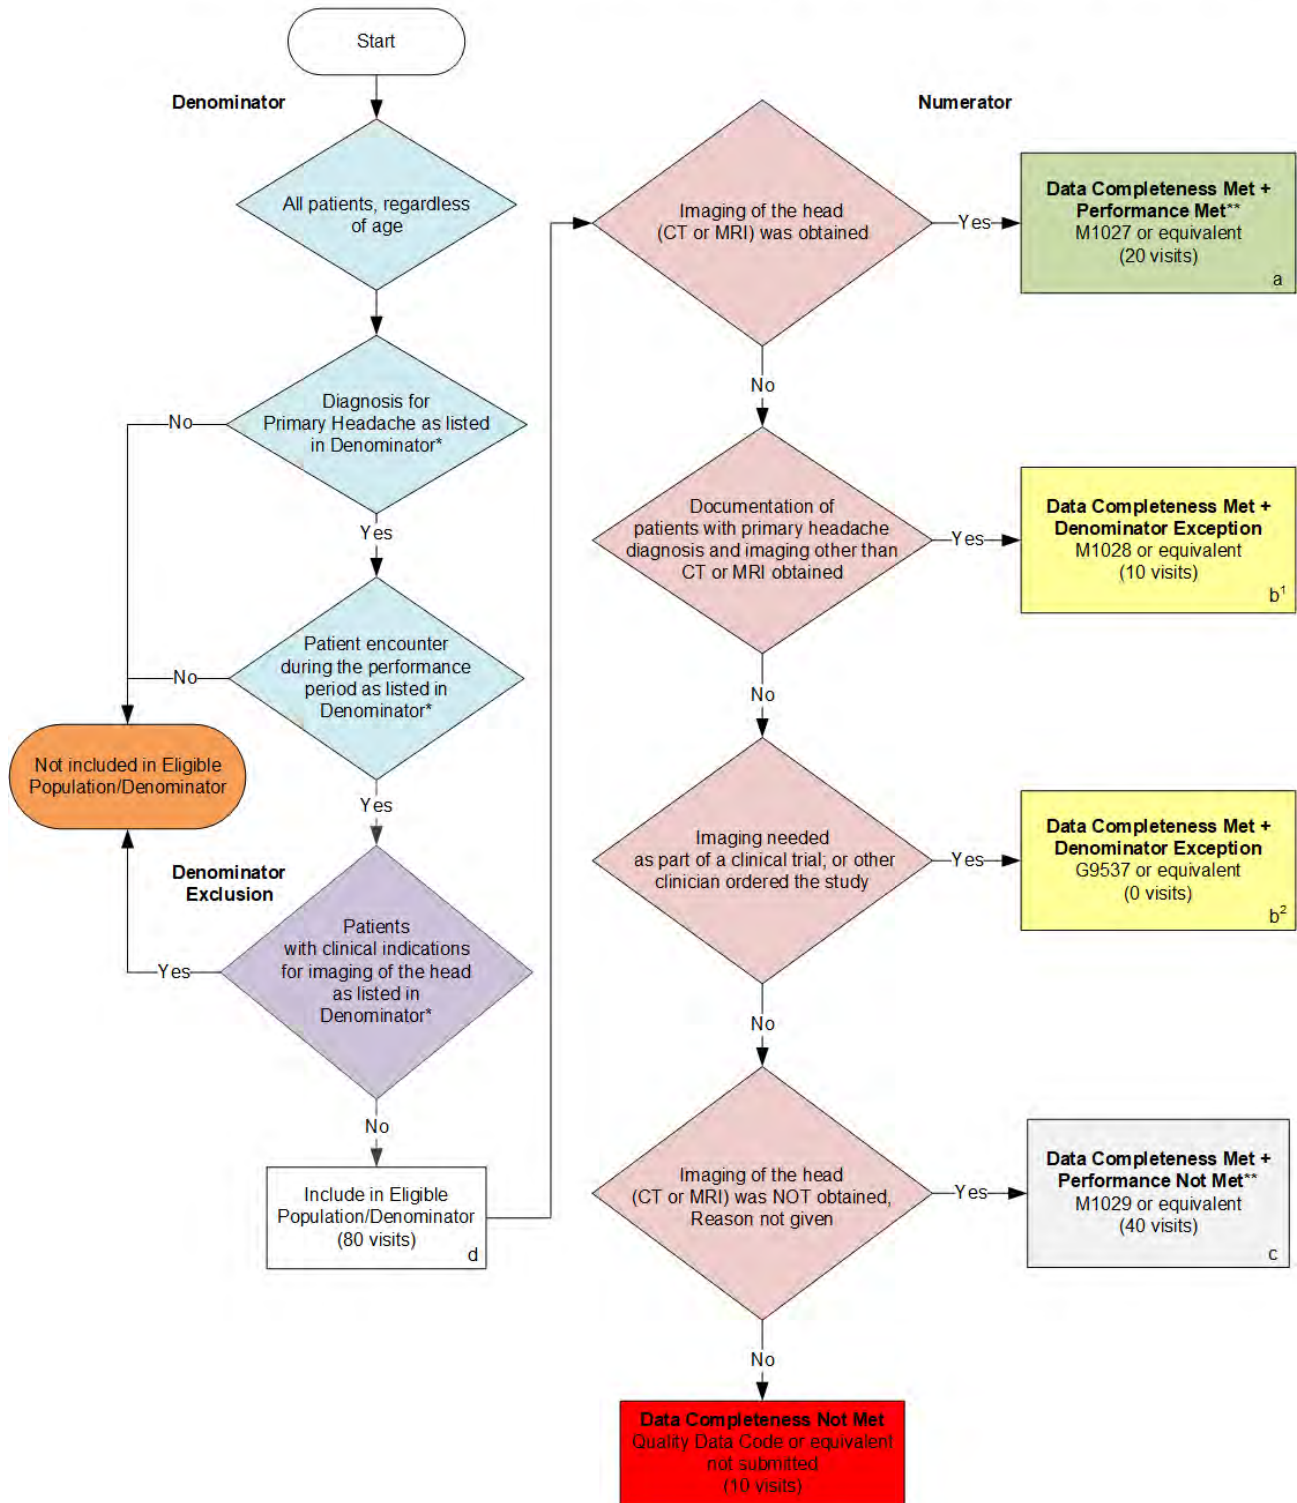 Start
Denominator
All patients, regardless
of age
Diagnosis for
Primary Headache as listed
in Denominator*
No
Yes
Patient encounter
during the performance
period as listed in
Denominator*
No
Not included in Eligible
Population/Denominator
Yes
Denominator
Exclusion
Patients
with clinical indications
for imaging of the head
as listed in
Denominator*
Yes
No
Include in Eligible
Population/Denominator
(80 visits)
d
Numerator
Imaging of the head
(CT or MRI) was obtained
Yes
Data Completeness Met +
Performance Met**
M1027 or equivalent
(20 visits)
a
No
Documentation of
patients with primary headache
diagnosis and imaging other than
CT or MRI obtained
Yes
Data Completeness Met +
Denominator Exception
M1028 or equivalent
(10 visits)
b¹
No
Imaging needed
as part of a clinical trial; or other
clinician ordered the study
Yes
Data Completeness Met +
Denominator Exception
G9537 or equivalent
(0 visits)
b²
No
Imaging of the head
(CT or MRI) was NOT obtained,
Reason not given
Yes
Data Completeness Met +
Performance Not Met**
M1029 or equivalent
(40 visits)
c
No
Data Completeness Not Met
Quality Data Code or equivalent
not submitted
(10 visits)